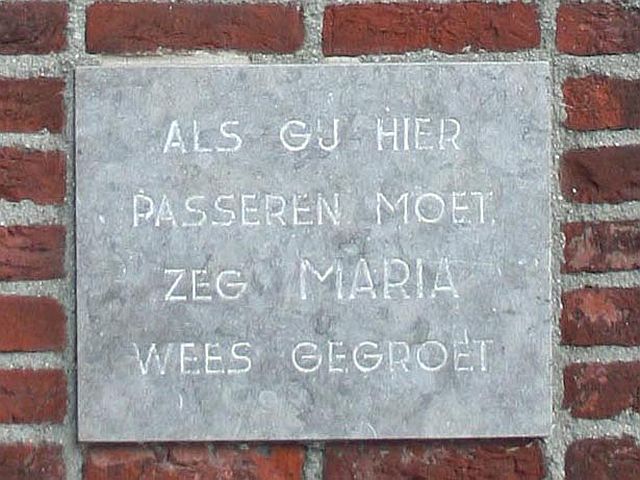 ALS GIJ HIER
PASSEREN MOET
ZEG MARIA
WEES GEGROET